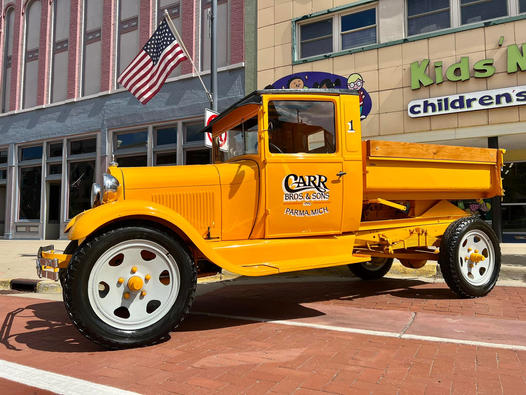 Kids N
children's
1
CARR
BROS. & SONS
INC
PARMA, MICH.